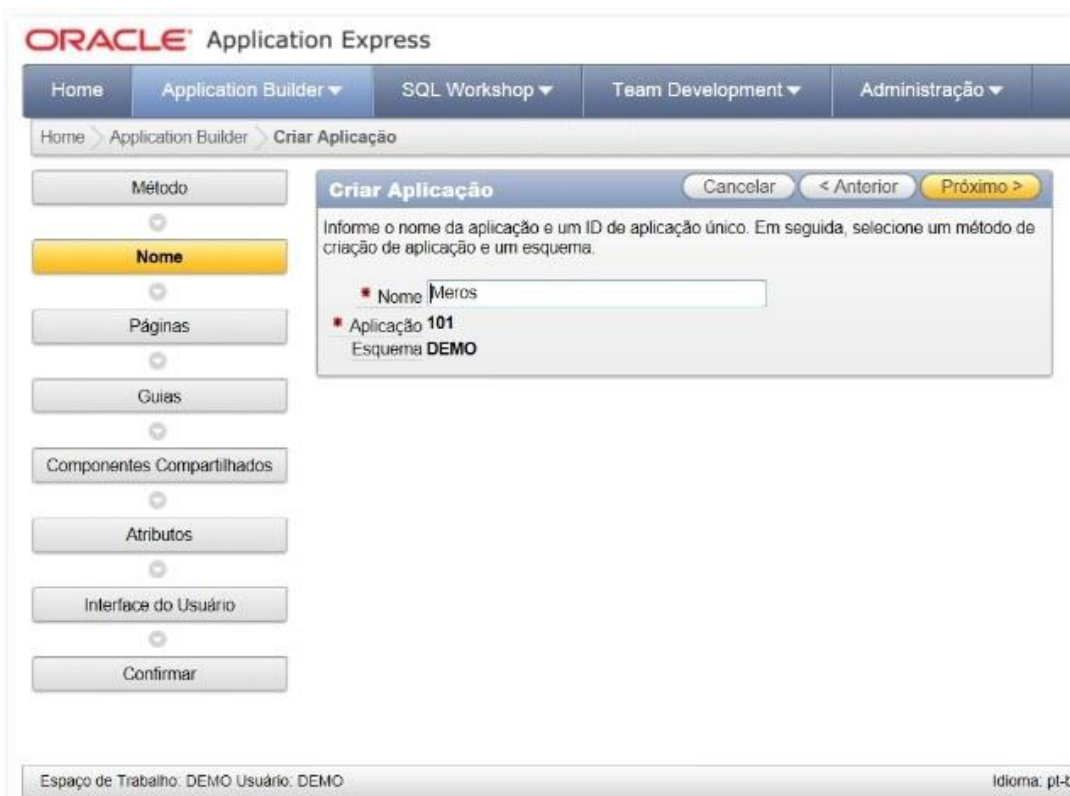 ORACLE Application Express
Home Application Builder SQL Workshop Team Development Administração
Home Application Builder Criar Aplicação
Método
Nome
Páginas
Guias
Componentes Compartilhados
Atributos
Interface do Usuário
Confirmar
Criar Aplicação Cancelar < Anterior Próximo >
Informe o nome da aplicação e um ID de aplicação único. Em seguida, selecione um método de
criação de aplicação e um esquema.
* Nome Meros
* Aplicação 101
Esquema DEMO
Espaço de Trabalho: DEMO Usuário: DEMO Idioma: pt-b